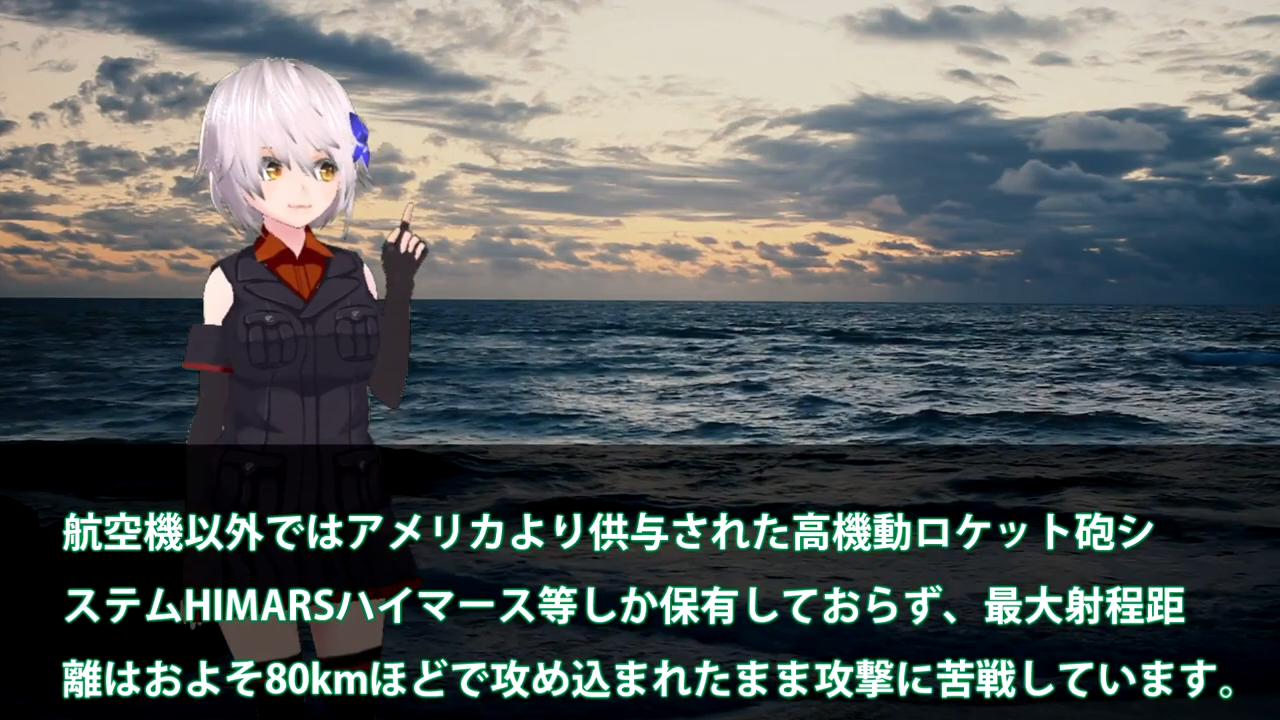 航空機以外ではアメリカより供与された高機動ロケット砲シ
ステムHIMARSハイマース等しか保有しておらず、最大射程距
離はおよそ80kmほどで攻め込まれたまま攻撃に苦戦しています。